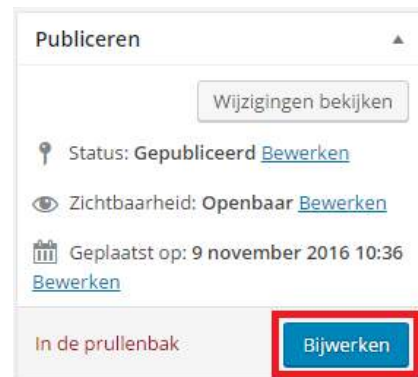 Publiceren
Wijzigingen bekijken
Status: Gepubliceerd Bewerken
Zichtbaarheid: Openbaar Bewerken
Geplaatst op: 9 november 2016 10:36
Bewerken
In de prullenbak Bijwerken